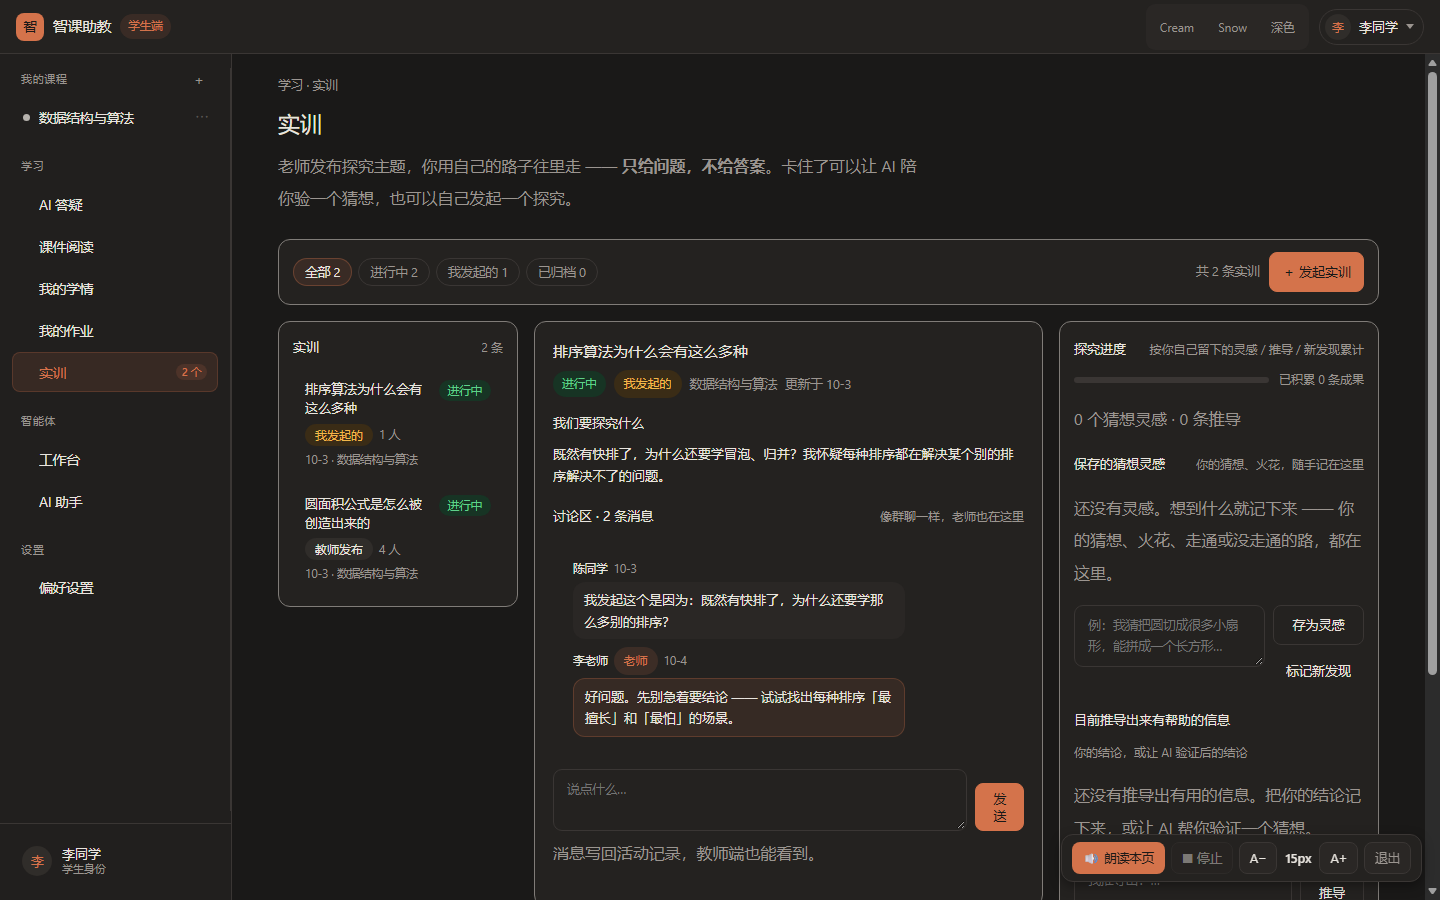 智 智课助教 学生端
Cream Snow 深色
李 李同学
我的课程 +
数据结构与算法 ···
学习
AI 答疑
课件阅读
我的学情
我的作业
实训 2 个
智能体
工作台
AI 助手
设置
偏好设置
李 李同学
学生身份
学习 · 实训
实训
老师发布探究主题，你用自己的路子往里走 —— 只给问题，不给答案。卡住了可以让 AI 陪
你验一个猜想，也可以自己发起一个探究。
全部 2 进行中 2 我发起的 1 已归档 0
共 2 条实训 + 发起实训
实训 2 条
排序算法为什么会有
这么多种
进行中
我发起的 1 人
10-3 · 数据结构与算法
圆面积公式是怎么被
创造出来的
进行中
教师发布 4 人
10-3 · 数据结构与算法
排序算法为什么会有这么多种
进行中 我发起的 数据结构与算法 更新于 10-3
我们要探究什么
既然有快排了，为什么还要学冒泡、归并？我怀疑每种排序都在解决某个别的排
序解决不了的问题。
讨论区 · 2 条消息 像群聊一样，老师也在这里
陈同学 10-3
我发起这个是因为：既然有快排了，为什么还要学那
么多别的排序？
李老师 老师 10-4
好问题。先别急着要结论 —— 试试找出每种排序「最
擅长」和「最怕」的场景。
说点什么...
发
送
消息写回活动记录，教师端也能看到。
探究进度 按你自己留下的灵感 / 推导 / 新发现累计
已积累 0 条成果
0 个猜想灵感 · 0 条推导
保存的猜想灵感 你的猜想、火花，随手记在这里
还没有灵感。想到什么就记下来 —— 你
的猜想、火花、走通或没走通的路，都在
这里。
例：我猜把圆切成很多小扇
形，能拼成一个长方形...
存为灵感
标记新发现
目前推导出来有帮助的信息
你的结论，或让 AI 验证后的结论
还没有推导出有用的信息。把你的结论记
下来，或让 AI 帮你验证一个猜想。
推导
朗读本页 停止 A− 15px A+ 退出